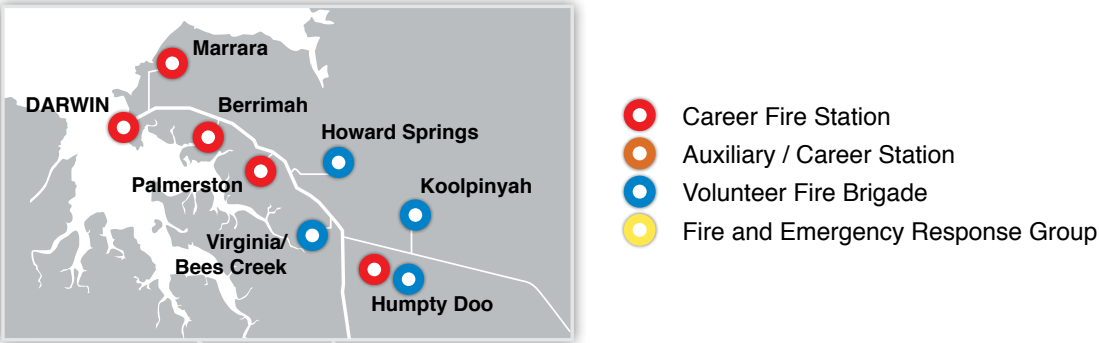 Marrara
DARWIN
Berrimah
Howard Springs
Palmerston
Koolpinyah
Virginia/
Bees Creek
Humpty Doo
Career Fire Station
Auxiliary / Career Station
Volunteer Fire Brigade
Fire and Emergency Response Group